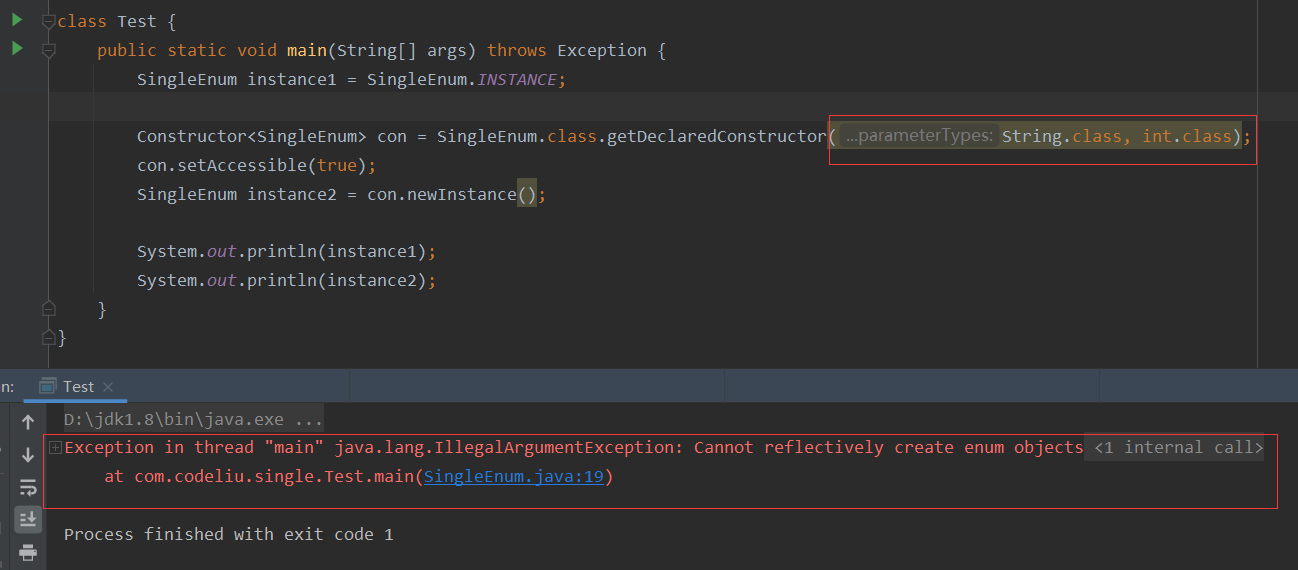 class Test {
public static void main(String[] args) throws Exception {
SingleEnum instance1 = SingleEnum.INSTANCE;
Constructor<SingleEnum> con = SingleEnum.class.getDeclaredConstructor( ...parameterTypes: String.class, int.class);
con.setAccessible(true);
SingleEnum instance2 = con.newInstance();
System.out.println(instance1);
System.out.println(instance2);
}
}
n: Test
D:\jdk1.8\bin\java.exe ...
Exception in thread "main" java.lang.IllegalArgumentException: Cannot reflectively create enum objects <1 internal call>
at com.codeliu.single.Test.main(SingleEnum.java:19)
Process finished with exit code 1